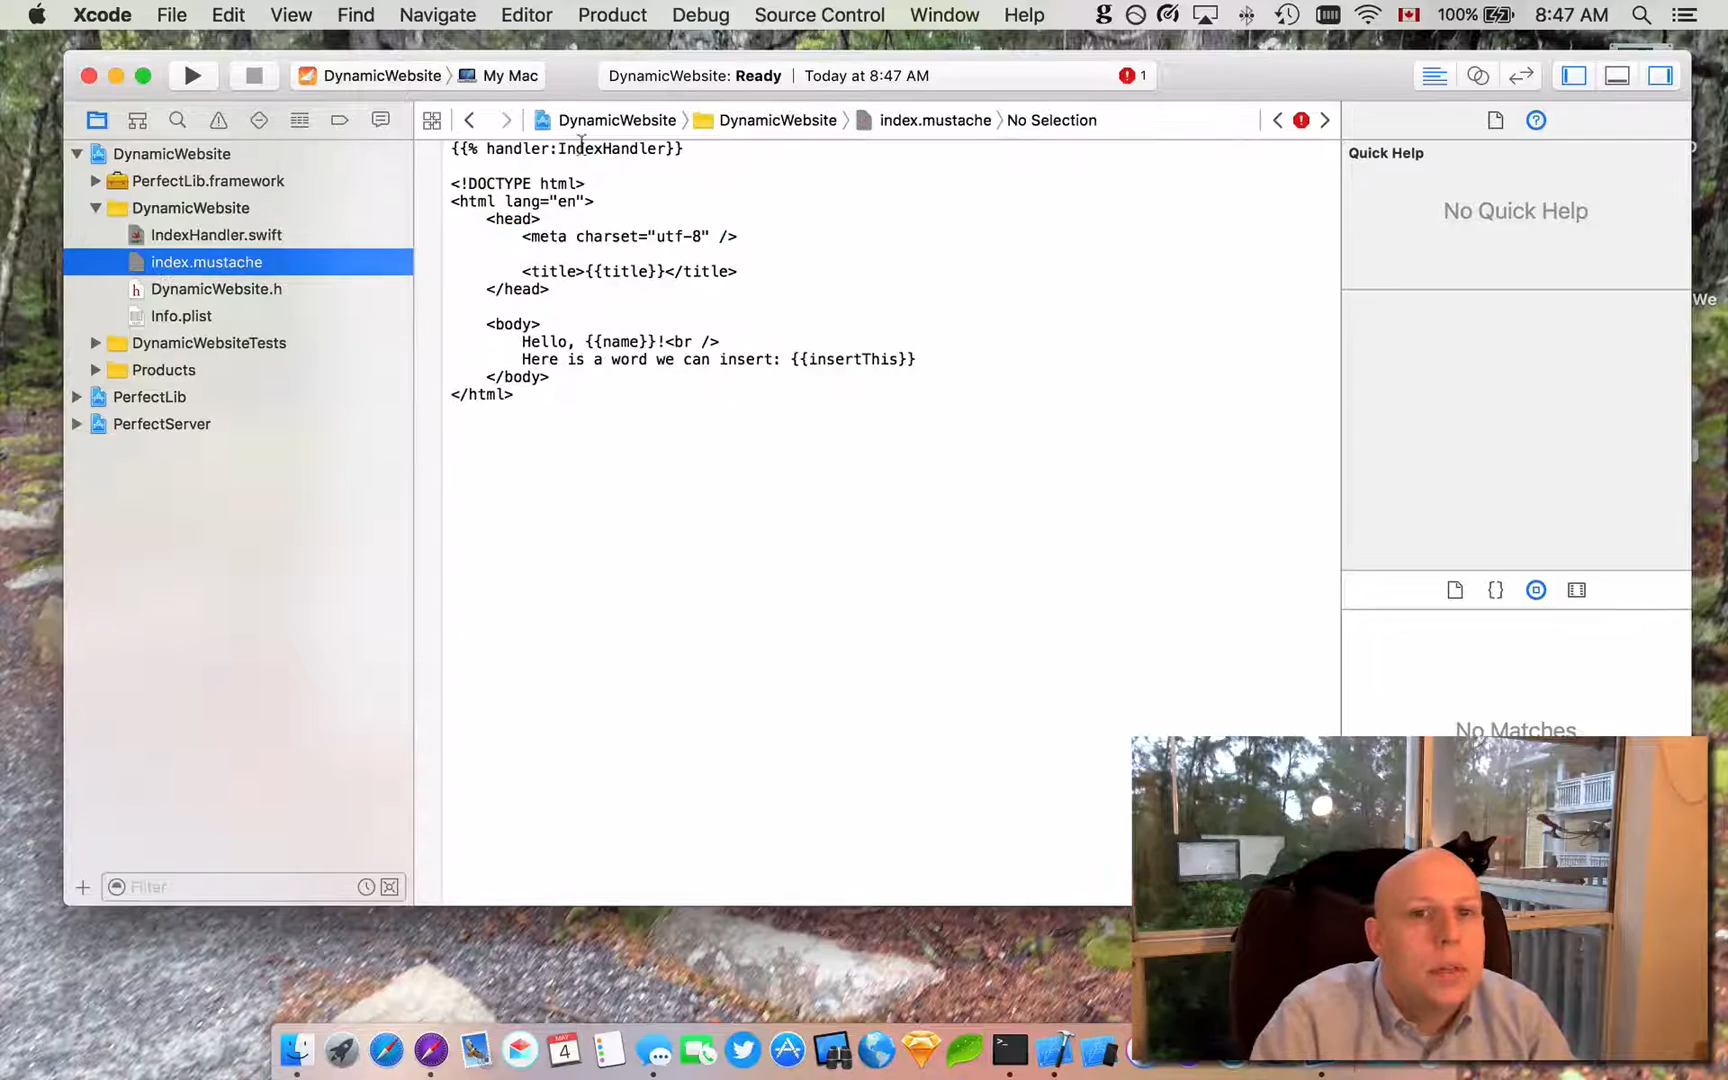 Xcode File Edit View Find Navigate Editor Product Debug Source Control Window Help 100% 8:47 AM
DynamicWebsite My Mac DynamicWebsite: Ready Today at 8:47 AM 1
DynamicWebsite DynamicWebsite index.mustache No Selection
DynamicWebsite
PerfectLib.framework
DynamicWebsite
IndexHandler.swift
index.mustache
DynamicWebsite.h
Info.plist
DynamicWebsiteTests
Products
PerfectLib
PerfectServer
Filter
{{% handler:IndexHandler}}
<!DOCTYPE html>
<html lang="en">
<head>
<meta charset="utf-8" />
<title>{{title}}</title>
</head>
<body>
Hello, {{name}}!<br />
Here is a word we can insert: {{insertThis}}
</body>
</html>
Quick Help
No Quick Help
No Matches
We
MAY
4